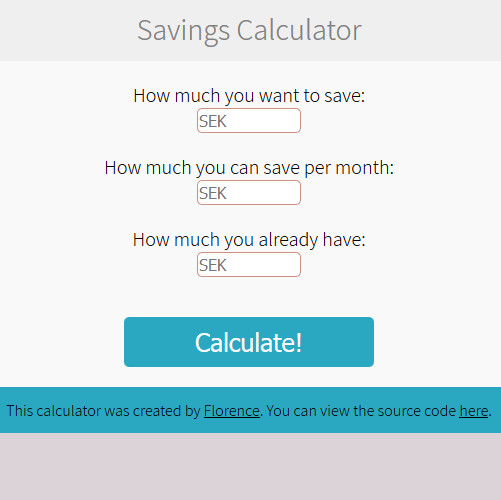 Savings Calculator
How much you want to save:
SEK
How much you can save per month:
SEK
How much you already have:
SEK
Calculate!
This calculator was created by Florence. You can view the source code here.